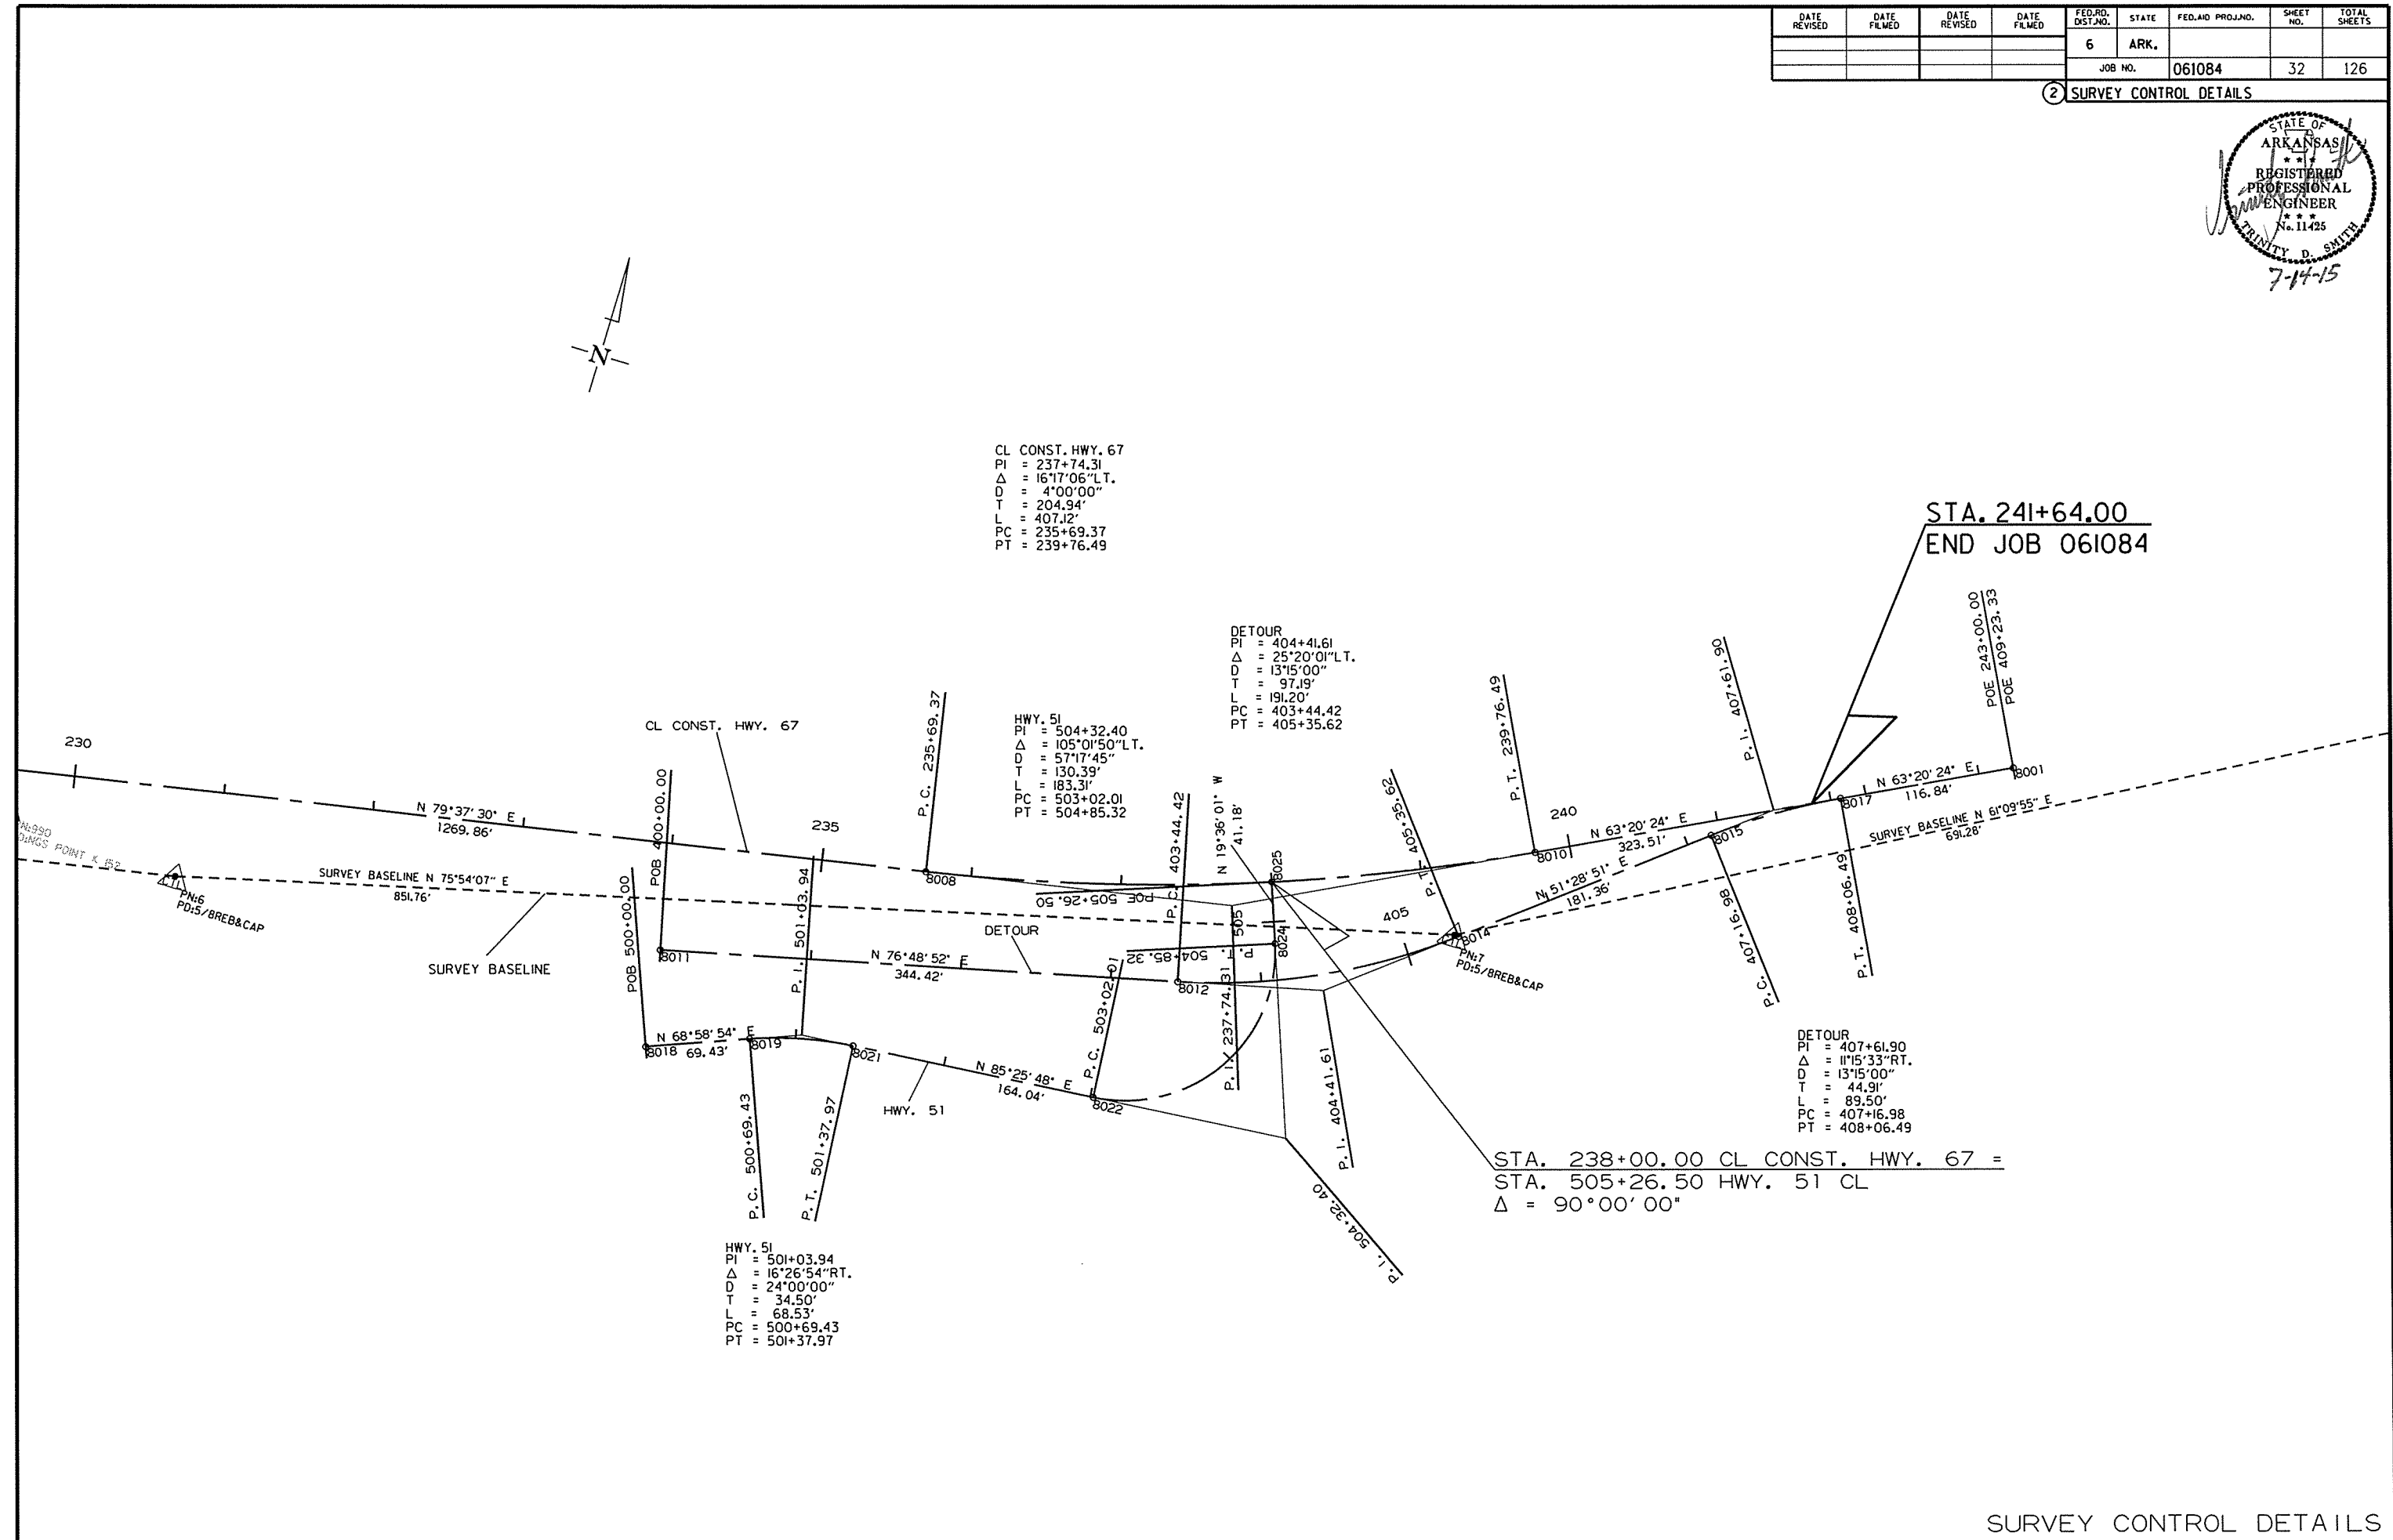 DATE REVISED
DATE FILMED
DATE REVISED
DATE FILMED
FED.RD. DIST.NO.
STATE
FED.AID PROJ.NO.
SHEET NO.
TOTAL SHEETS
6
ARK.
JOB NO.
061084
32
126
2
SURVEY CONTROL DETAILS
STATE OF
ARKANSAS
★ ★ ★
REGISTERED
PROFESSIONAL
ENGINEER
★ ★ ★
No. 11425
TRINITY D. SMITH
7-14-15
N
CL CONST. HWY. 67
PI = 237+74.31
Δ = 16°17'06"LT.
D = 4°00'00"
T = 204.94'
L = 407.12'
PC = 235+69.37
PT = 239+76.49
STA. 241+64.00
END JOB 061084
DETOUR
PI = 404+41.61
Δ = 25°20'01"LT.
D = 13°15'00"
T = 97.19'
L = 191.20'
PC = 403+44.42
PT = 405+35.62
HWY. 51
PI = 504+32.40
Δ = 105°01'50"LT.
D = 57°17'45"
T = 130.39'
L = 183.31'
PC = 503+02.01
PT = 504+85.32
POE 243+00.00
POE 409+23.33
P.I. 407+61.90
P.T. 239+76.49
P.C. 235+69.37
CL CONST. HWY. 67
230
235
240
N 79°37'30" E
1269.86'
POB 400+00.00
P.I. 501+03.94
POB 500+00.00
8008
P.C. 403+44.42
N 19°36'01" W
41.18'
8025
P.T. 405+35.62
8010
N 63°20'24" E
323.51'
8017
N 63°20'24" E
116.84'
8001
8015
SURVEY BASELINE N 61°09'55" E
691.28'
N 51°28'51" E
181.36'
PN:990
NGS POINT K 152
PN:6
PD:5/8REB&CAP
SURVEY BASELINE N 75°54'07" E
851.76'
POE 505+26.50
505
405
8024
8014
PN:7
PD:5/8REB&CAP
SURVEY BASELINE
DETOUR
8011
N 76°48'52" E
344.42'
P.T. 504+85.32
8012
P.C. 503+02.01
P.I. 237+74.31
P.I. 404+41.61
P.C. 407+16.98
P.T. 408+06.49
8018
N 68°58'54" E
69.43'
8019
8021
N 85°25'48" E
164.04'
8022
HWY. 51
P.C. 500+69.43
P.T. 501+37.97
P.I. 504+32.40
DETOUR
PI = 407+61.90
Δ = 11°15'33"RT.
D = 13°15'00"
T = 44.91'
L = 89.50'
PC = 407+16.98
PT = 408+06.49
STA. 238+00.00 CL CONST. HWY. 67 =
STA. 505+26.50 HWY. 51 CL
Δ = 90°00'00"
HWY. 51
PI = 501+03.94
Δ = 16°26'54"RT.
D = 24°00'00"
T = 34.50'
L = 68.53'
PC = 500+69.43
PT = 501+37.97
SURVEY CONTROL DETAILS